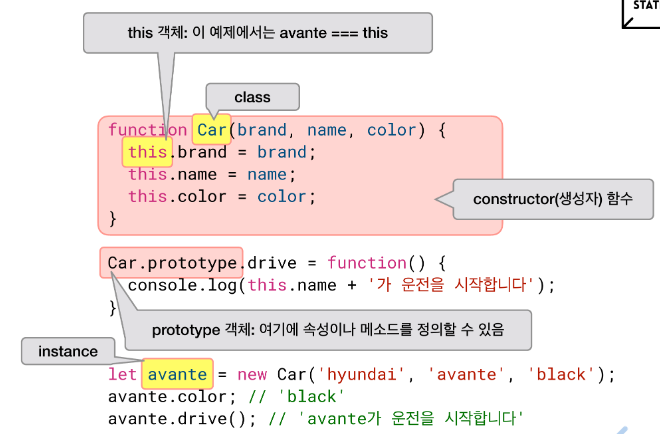 STAT
this 객체: 이 예제에서는 avante === this
class
function Car(brand, name, color) {
this.brand = brand;
this.name = name;
this.color = color;
}
constructor(생성자) 함수
Car.prototype.drive = function() {
console.log(this.name + '가 운전을 시작합니다');
}
prototype 객체: 여기에 속성이나 메소드를 정의할 수 있음
instance
let avante = new Car('hyundai', 'avante', 'black');
avante.color; // 'black'
avante.drive(); // 'avante가 운전을 시작합니다'